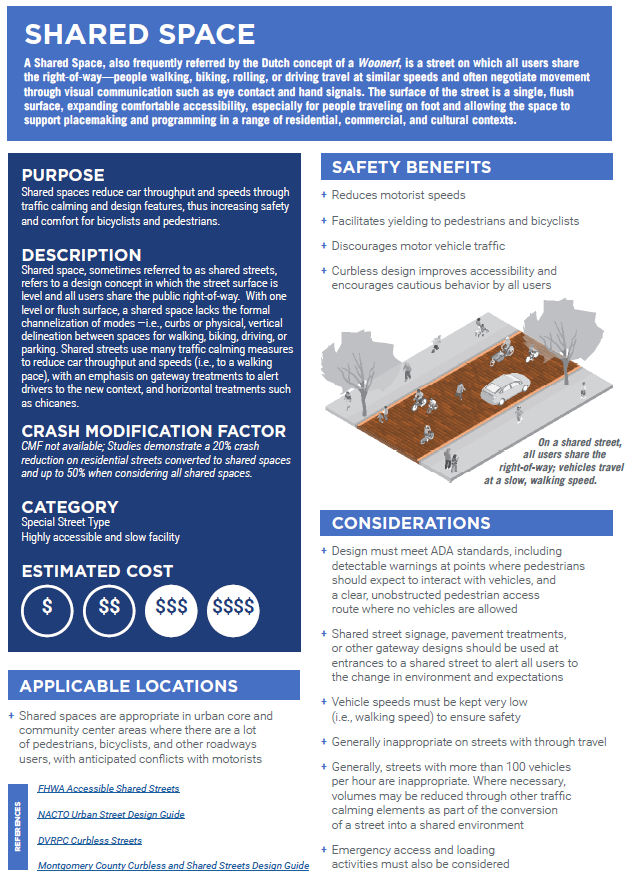 SHARED SPACE
A Shared Space, also frequently referred by the Dutch concept of a Woonerf, is a street on which all users share
the right-of-way—people walking, biking, rolling, or driving travel at similar speeds and often negotiate movement
through visual communication such as eye contact and hand signals. The surface of the street is a single, flush
surface, expanding comfortable accessibility, especially for people traveling on foot and allowing the space to
support placemaking and programming in a range of residential, commercial, and cultural contexts.
PURPOSE
Shared spaces reduce car throughput and speeds through
traffic calming and design features, thus increasing safety
and comfort for bicyclists and pedestrians.
DESCRIPTION
Shared space, sometimes referred to as shared streets,
refers to a design concept in which the street surface is
level and all users share the public right-of-way. With one
level or flush surface, a shared space lacks the formal
channelization of modes —i.e., curbs or physical, vertical
delineation between spaces for walking, biking, driving, or
parking. Shared streets use many traffic calming measures
to reduce car throughput and speeds (i.e., to a walking
pace), with an emphasis on gateway treatments to alert
drivers to the new context, and horizontal treatments such
as chicanes.
CRASH MODIFICATION FACTOR
CMF not available; Studies demonstrate a 20% crash
reduction on residential streets converted to shared spaces
and up to 50% when considering all shared spaces.
CATEGORY
Special Street Type
Highly accessible and slow facility
ESTIMATED COST
$ $$ $$$ $$$$
APPLICABLE LOCATIONS
+ Shared spaces are appropriate in urban core and
community center areas where there are a lot
of pedestrians, bicyclists, and other roadways
users, with anticipated conflicts with motorists
REFERENCES
FHWA Accessible Shared Streets
NACTO Urban Street Design Guide
DVRPC Curbless Streets
Montgomery County Curbless and Shared Streets Design Guide
SAFETY BENEFITS
+ Reduces motorist speeds
+ Facilitates yielding to pedestrians and bicyclists
+ Discourages motor vehicle traffic
+ Curbless design improves accessibility and
encourages cautious behavior by all users
On a shared street,
all users share the
right-of-way; vehicles travel
at a slow, walking speed.
CONSIDERATIONS
+ Design must meet ADA standards, including
detectable warnings at points where pedestrians
should expect to interact with vehicles, and
a clear, unobstructed pedestrian access
route where no vehicles are allowed
+ Shared street signage, pavement treatments,
or other gateway designs should be used at
entrances to a shared street to alert all users to
the change in environment and expectations
+ Vehicle speeds must be kept very low
(i.e., walking speed) to ensure safety
+ Generally inappropriate on streets with through travel
+ Generally, streets with more than 100 vehicles
per hour are inappropriate. Where necessary,
volumes may be reduced through other traffic
calming elements as part of the conversion
of a street into a shared environment
+ Emergency access and loading
activities must also be considered